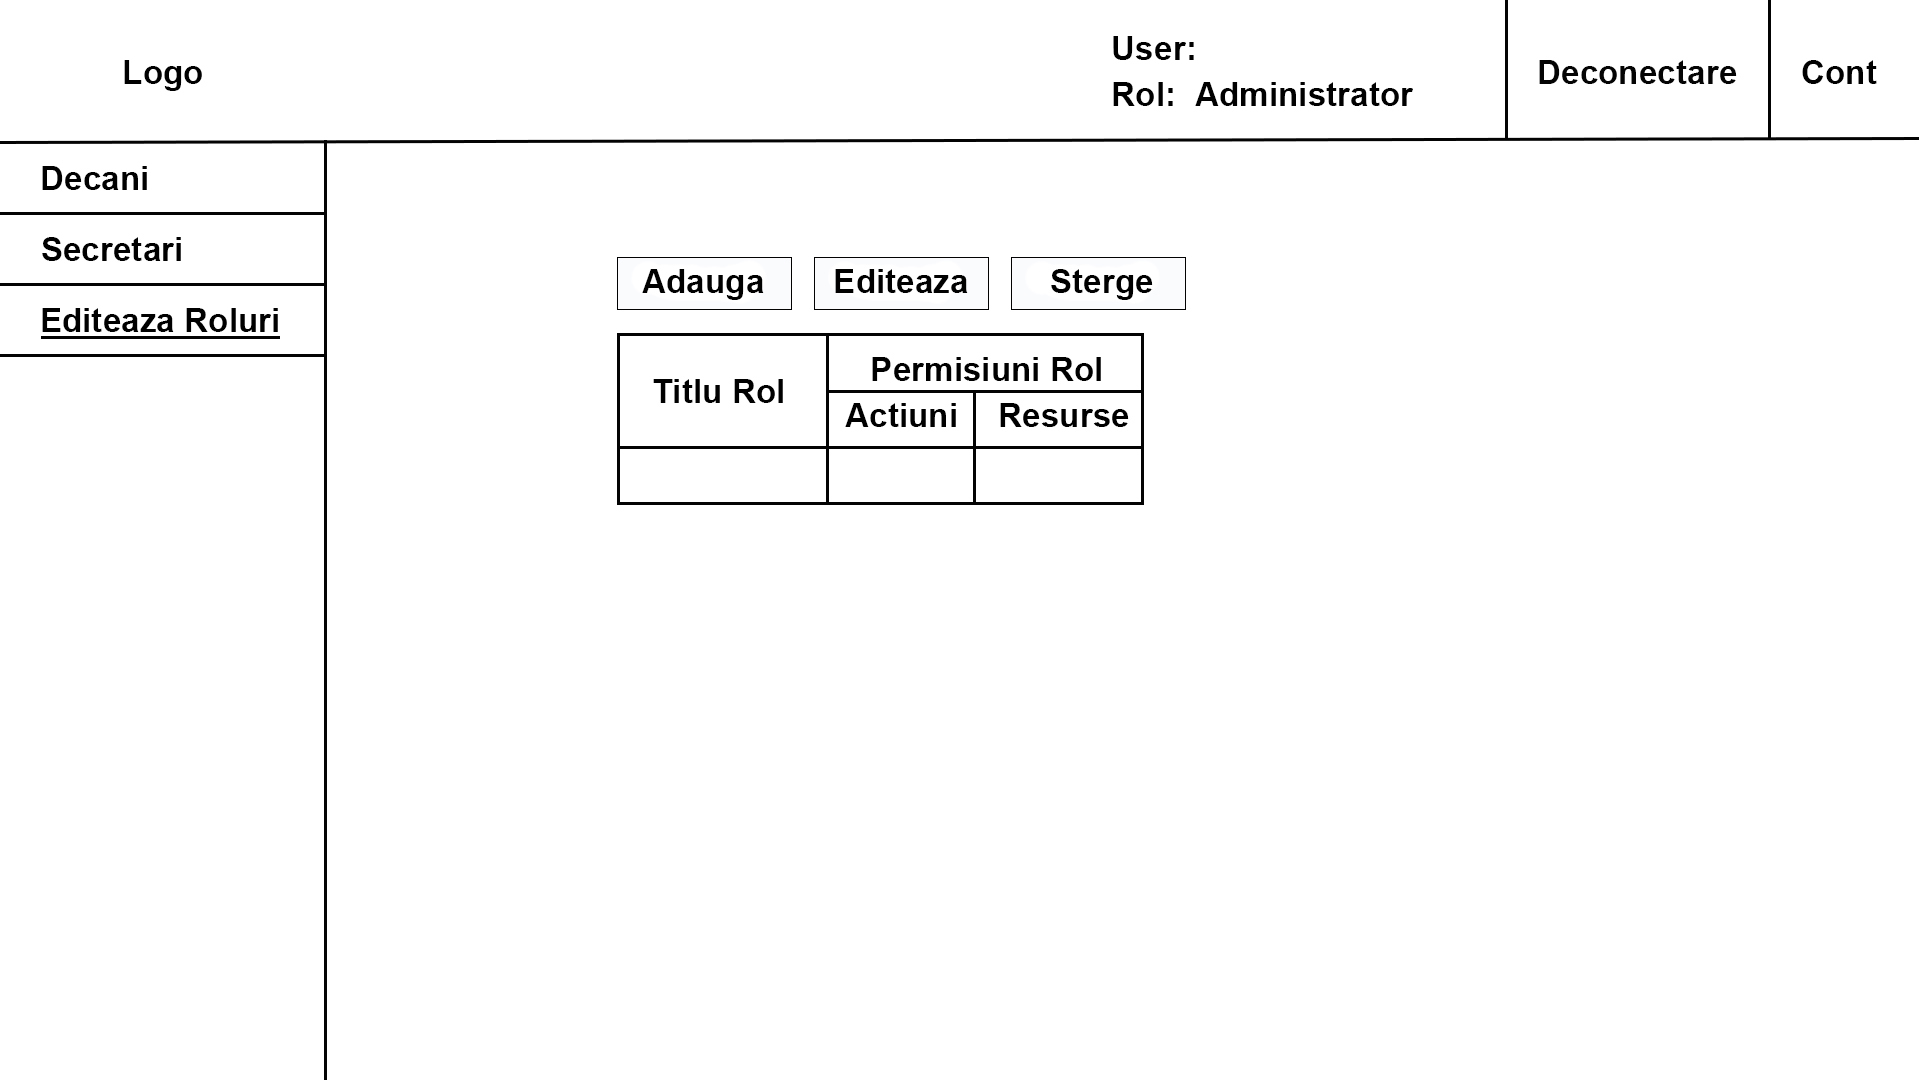 Logo
User:
Rol: Administrator
Deconectare
Cont
Decani
Secretari
Editeaza Roluri
Adauga
Editeaza
Sterge
Titlu Rol
Permisiuni Rol
Actiuni
Resurse